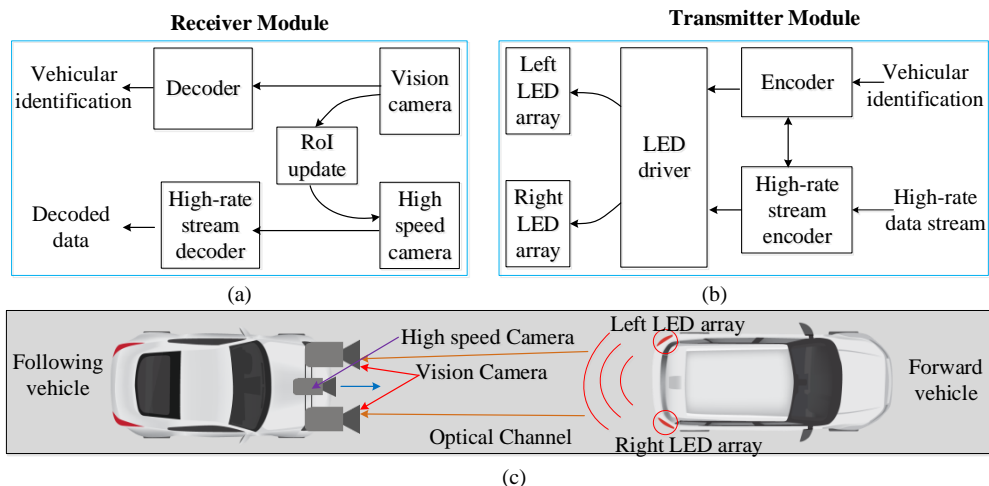 Receiver Module
Vehicular
identification
Decoder
Vision
camera
RoI
update
Decoded
data
High-rate
stream
decoder
High
speed
camera
(a)
Transmitter Module
Left
LED
array
Right
LED
array
LED
driver
Encoder
Vehicular
identification
High-rate
stream
encoder
High-rate
data stream
(b)
Following
vehicle
High speed Camera
Vision Camera
Optical Channel
Left LED array
Right LED array
Forward
vehicle
(c)